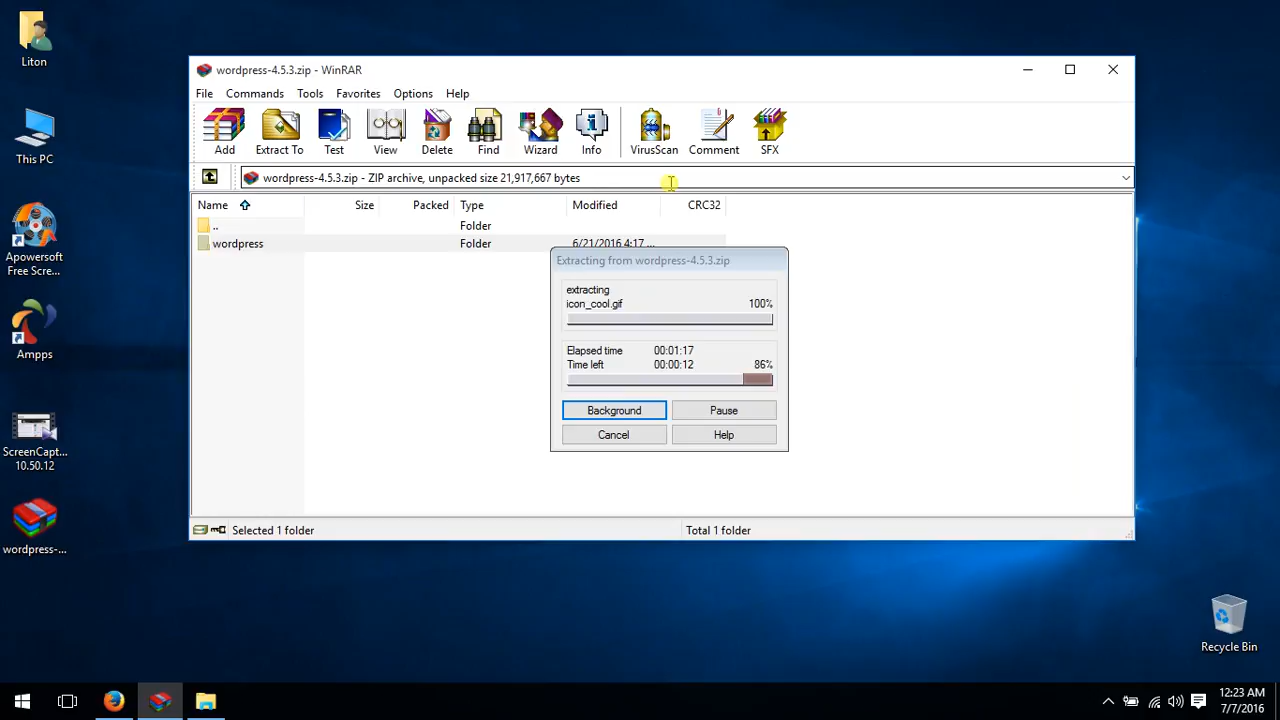 Liton
This PC
Apowersoft
Free Scre...
Ampps
ScreenCapt...
10.50.12
wordpress-...
wordpress-4.5.3.zip - WinRAR
File Commands Tools Favorites Options Help
Add Extract To Test View Delete Find Wizard Info VirusScan Comment SFX
wordpress-4.5.3.zip - ZIP archive, unpacked size 21,917,667 bytes
Name Size Packed Type Modified CRC32
.. Folder
wordpress Folder 6/21/2016 4:17 ...
Extracting from wordpress-4.5.3.zip
extracting
icon_cool.gif 100%
Elapsed time 00:01:17
Time left 00:00:12 86%
Background Pause
Cancel Help
Selected 1 folder Total 1 folder
Recycle Bin
12:23 AM
7/7/2016